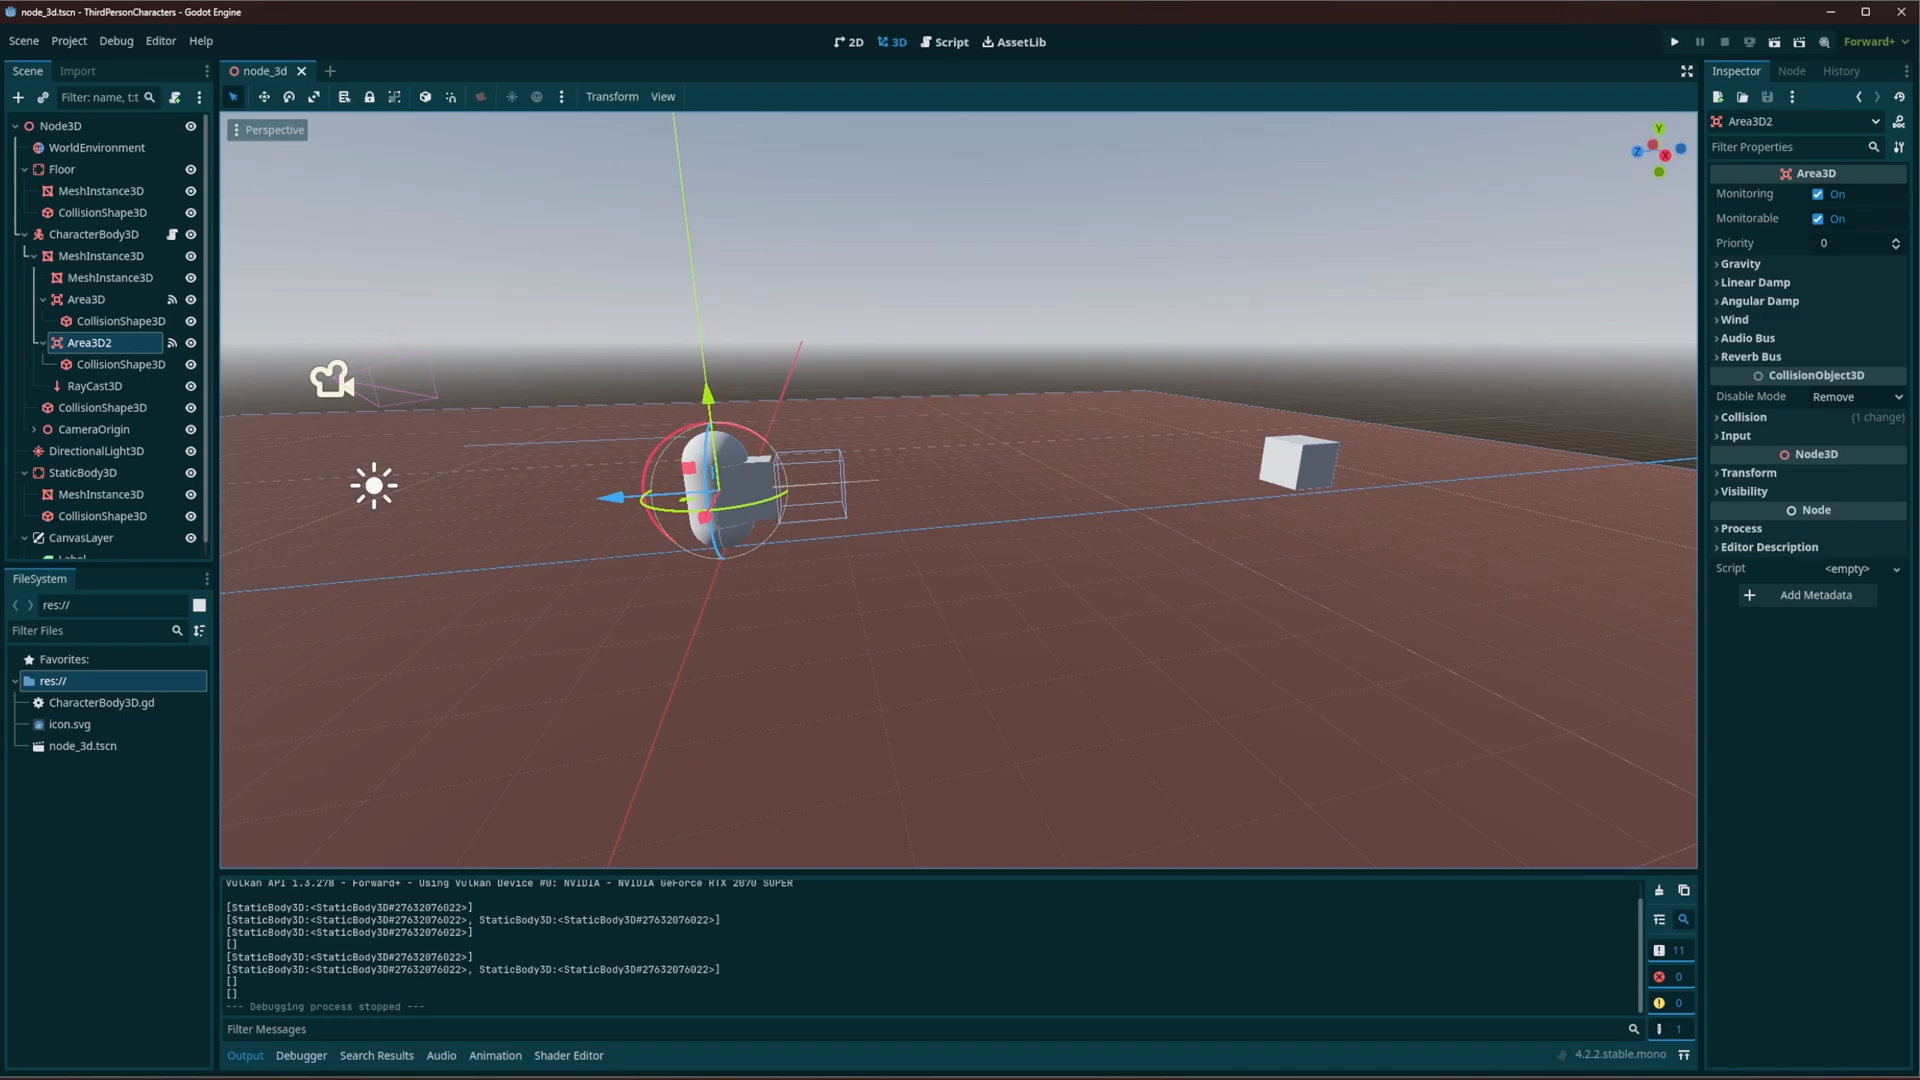 node_3d.tscn - ThirdPersonCharacters - Godot Engine
Scene Project Debug Editor Help
2D 3D Script AssetLib
Forward+
Scene Import
node_3d
Inspector Node History
Filter: name, t:t
Transform View
Perspective
Y
Z
X
Node3D
WorldEnvironment
Floor
MeshInstance3D
CollisionShape3D
CharacterBody3D
MeshInstance3D
MeshInstance3D
Area3D
CollisionShape3D
Area3D2
CollisionShape3D
RayCast3D
CollisionShape3D
CameraOrigin
DirectionalLight3D
StaticBody3D
MeshInstance3D
CollisionShape3D
CanvasLayer
Label
FileSystem
res://
Filter Files
Favorites:
res://
CharacterBody3D.gd
icon.svg
node_3d.tscn
Vulkan API 1.3.278 - Forward+ - Using Vulkan Device #0: NVIDIA - NVIDIA GeForce RTX 2070 SUPER
[StaticBody3D:<StaticBody3D#27632076022>]
[StaticBody3D:<StaticBody3D#27632076022>, StaticBody3D:<StaticBody3D#27632076022>]
[StaticBody3D:<StaticBody3D#27632076022>]
[]
[StaticBody3D:<StaticBody3D#27632076022>]
[StaticBody3D:<StaticBody3D#27632076022>, StaticBody3D:<StaticBody3D#27632076022>]
[]
[]
--- Debugging process stopped ---
Filter Messages
11
0
0
1
Output Debugger Search Results Audio Animation Shader Editor
4.2.2.stable.mono
Area3D2
Filter Properties
Area3D
Monitoring On
Monitorable On
Priority 0
Gravity
Linear Damp
Angular Damp
Wind
Audio Bus
Reverb Bus
CollisionObject3D
Disable Mode Remove
Collision (1 change)
Input
Node3D
Transform
Visibility
Node
Process
Editor Description
Script <empty>
Add Metadata